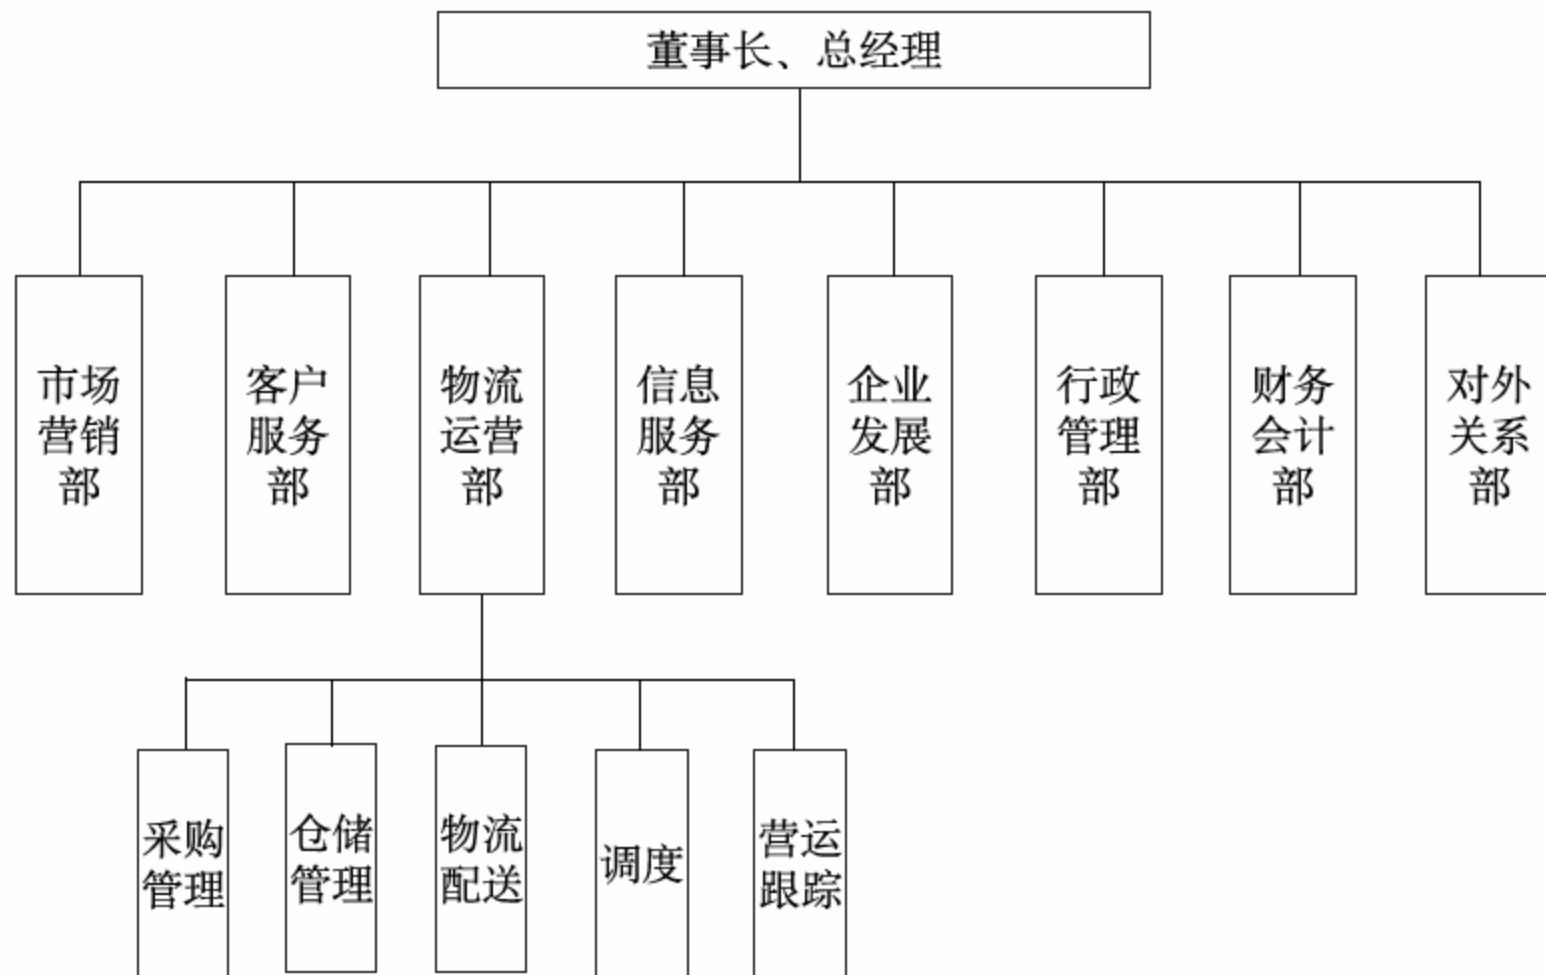 董事长、总经理
市场
营销
部
客户
服务
部
物流
运营
部
信息
服务
部
企业
发展
部
行政
管理
部
财务
会计
部
对外
关系
部
采购
管理
仓储
管理
物流
配送
调度
营运
跟踪